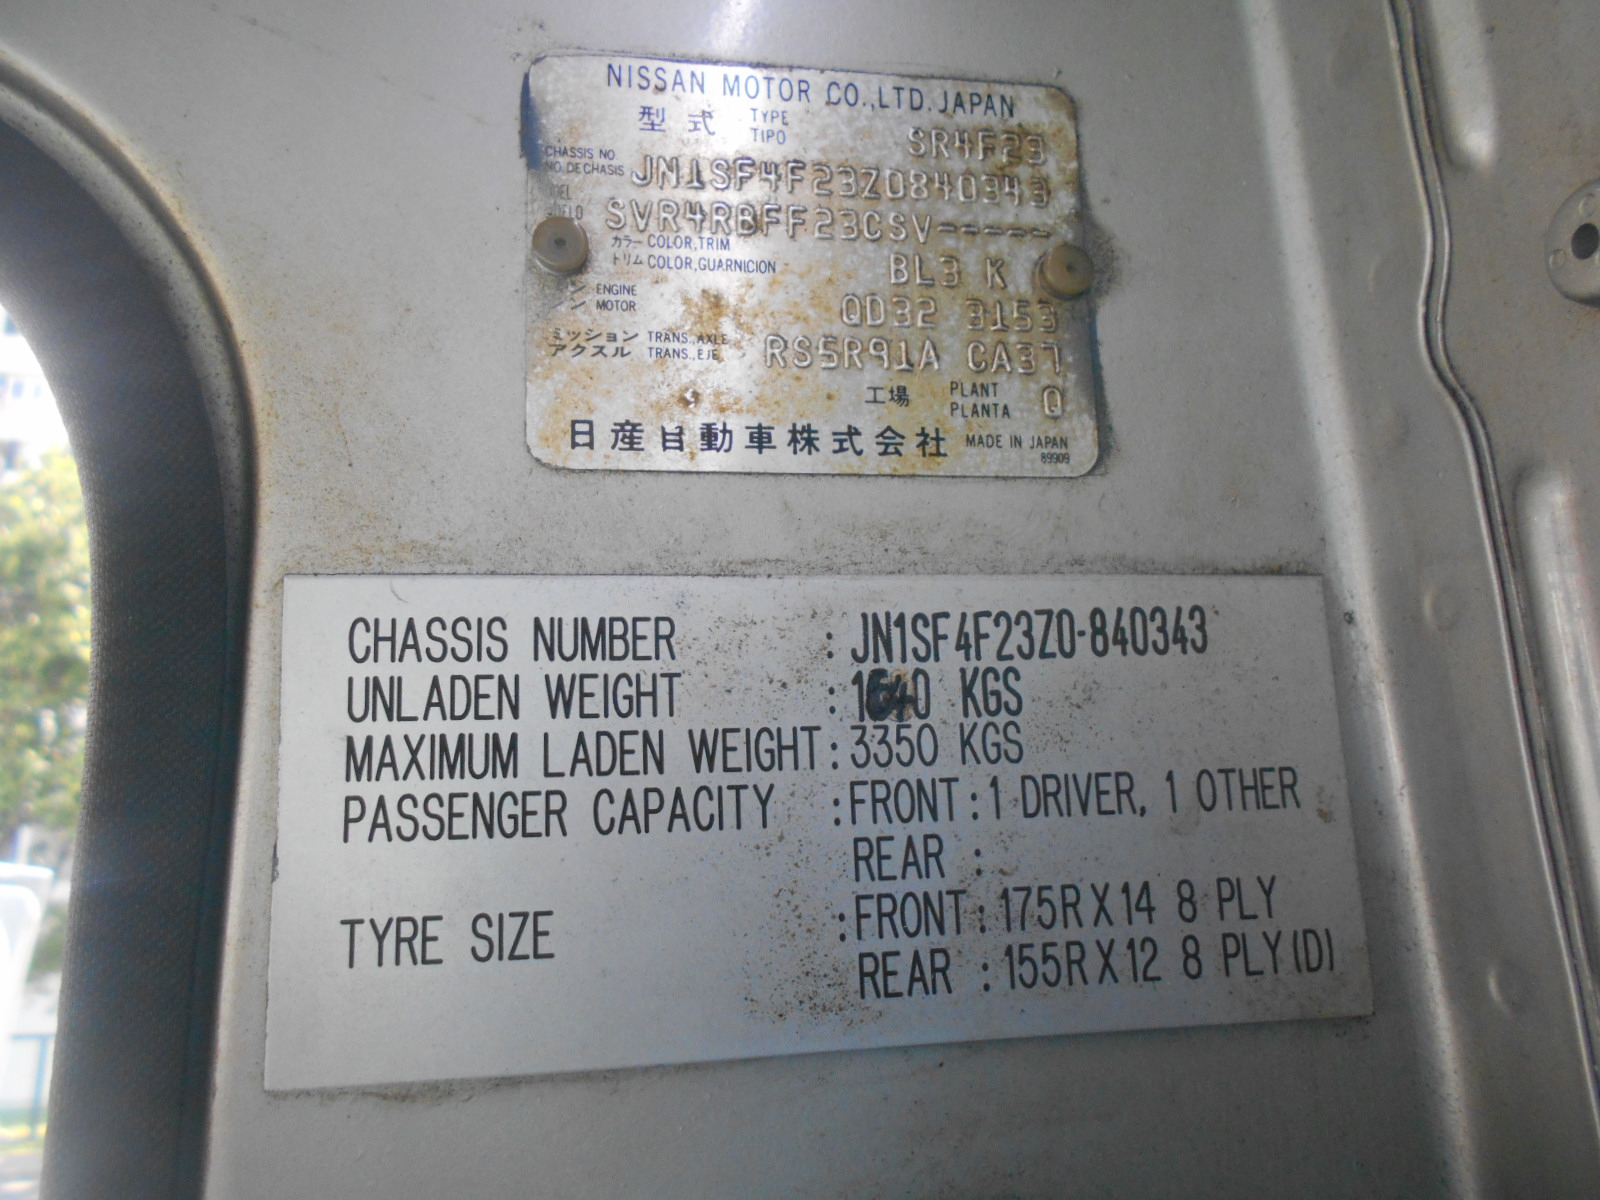 NISSAN MOTOR CO.,LTD. JAPAN
型式 TYPE TIPO SR4F23
CHASSIS NO NO DE CHASIS JN1SF4F23Z0840343
SVR4RBFF23CSV-----
カラー COLOR,TRIM
トリム COLOR,GUARNICION BL3 K
ENGINE MOTOR QD32 3153
ミッション TRANS.,AXLE
アクスル TRANS.,EJE RS5R91A CA37
工場 PLANT PLANTA Q
日産自動車株式会社 MADE IN JAPAN
89909
CHASSIS NUMBER : JN1SF4F23Z0-840343
UNLADEN WEIGHT : 1640 KGS
MAXIMUM LADEN WEIGHT : 3350 KGS
PASSENGER CAPACITY : FRONT : 1 DRIVER, 1 OTHER
REAR :
TYRE SIZE : FRONT : 175R X 14 8 PLY
REAR : 155R X 12 8 PLY (D)